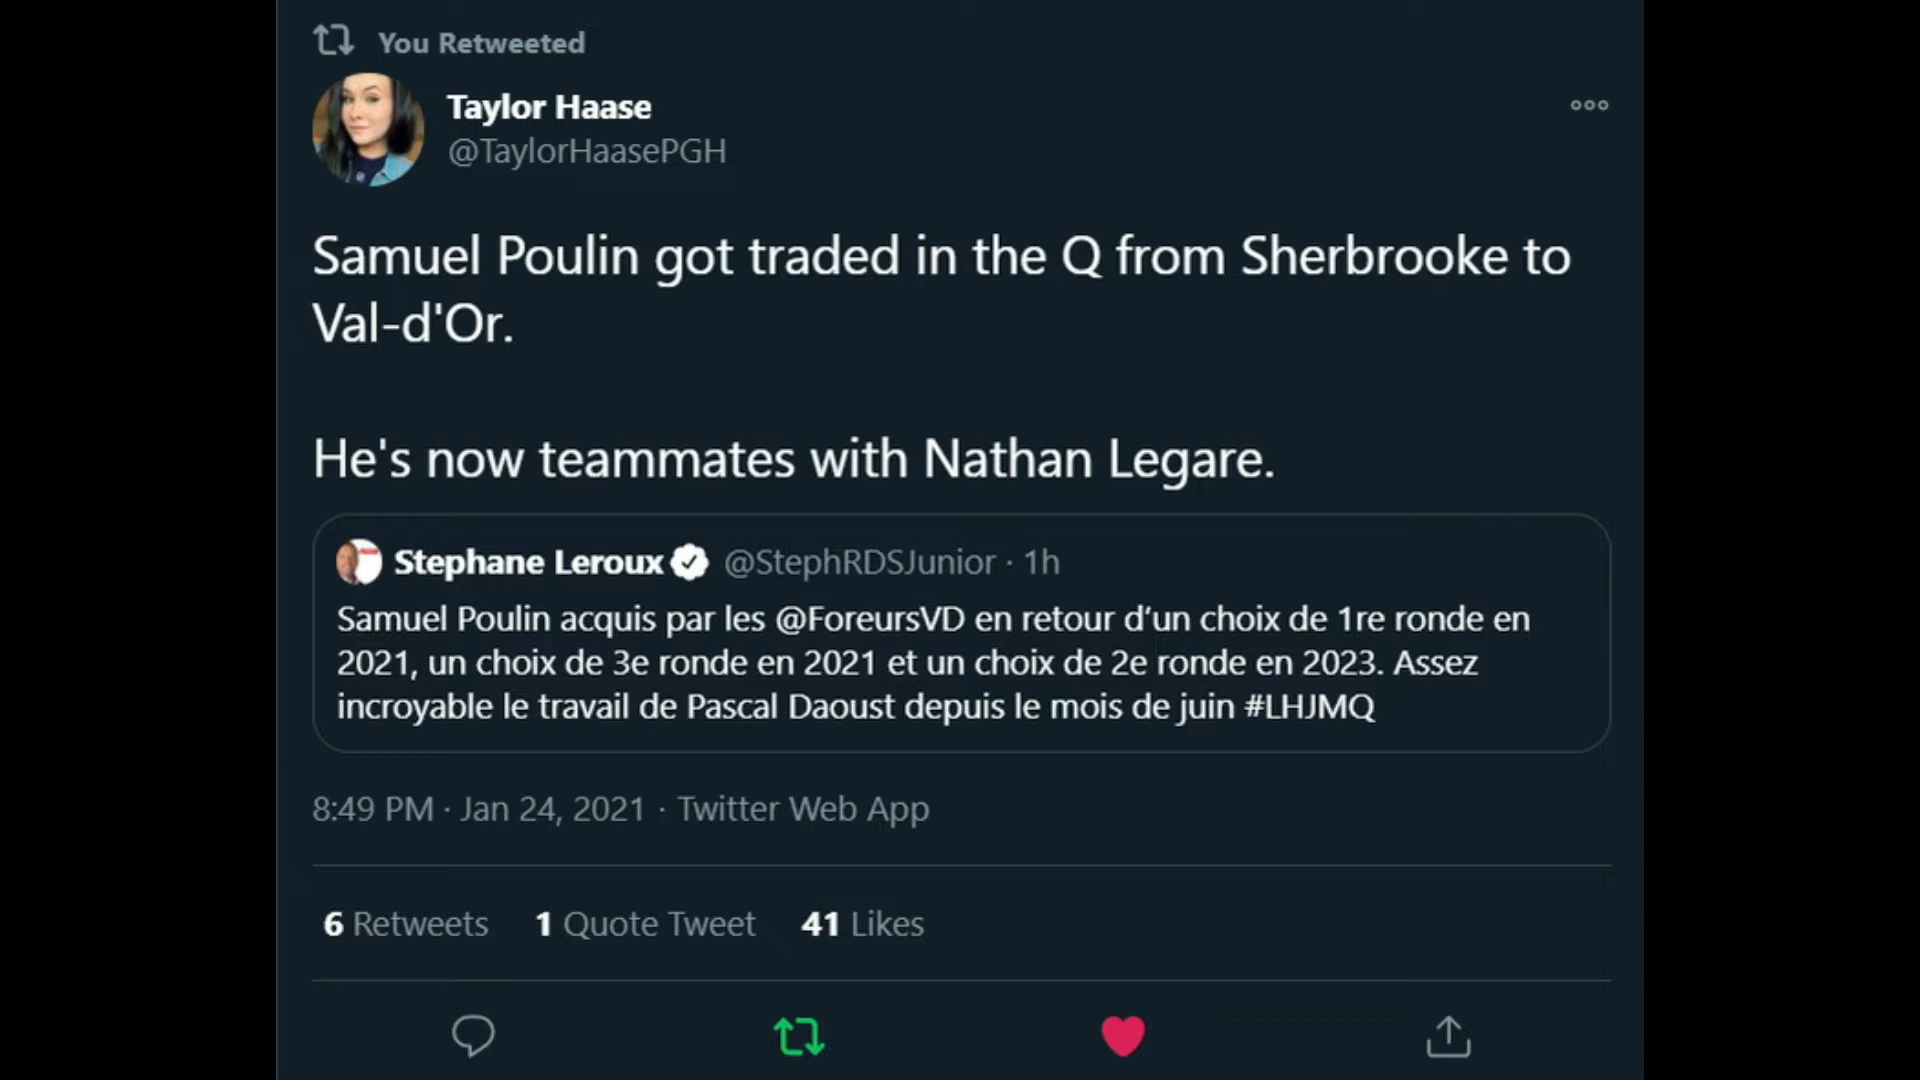 You Retweeted
Taylor Haase
@TaylorHaasePGH
Samuel Poulin got traded in the Q from Sherbrooke to
Val-d'Or.
He's now teammates with Nathan Legare.
Stephane Leroux @StephRDSJunior · 1h
Samuel Poulin acquis par les @ForeursVD en retour d’un choix de 1re ronde en
2021, un choix de 3e ronde en 2021 et un choix de 2e ronde en 2023. Assez
incroyable le travail de Pascal Daoust depuis le mois de juin #LHJMQ
8:49 PM · Jan 24, 2021 · Twitter Web App
6 Retweets 1 Quote Tweet 41 Likes